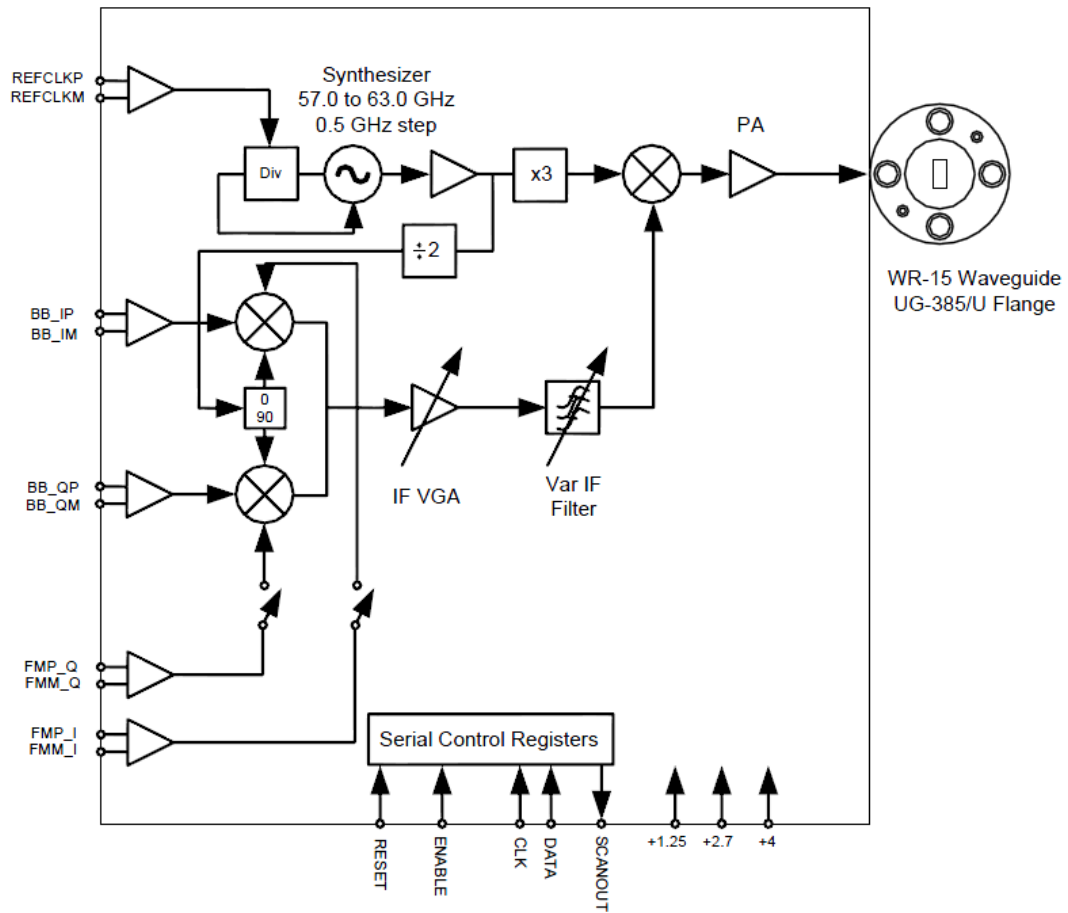 REFCLKP
REFCLKM
Synthesizer
57.0 to 63.0 GHz
0.5 GHz step
PA
Div
x3
÷2
WR-15 Waveguide
UG-385/U Flange
BB_IP
BB_IM
0
90
BB_QP
BB_QM
IF VGA
Var IF
Filter
FMP_Q
FMM_Q
FMP_I
FMM_I
Serial Control Registers
RESET
ENABLE
CLK
DATA
SCANOUT
+1.25
+2.7
+4